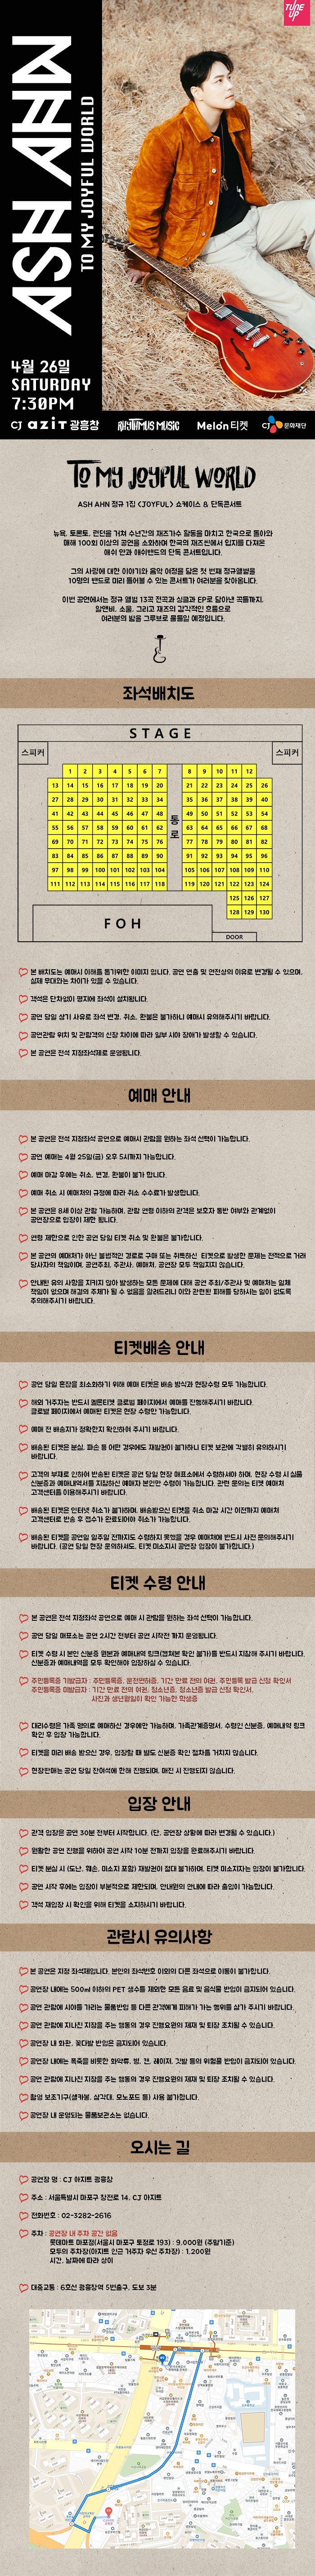 TUNE UP
ASH AHN
TO MY JOYFUL WORLD
4월 26일
SATURDAY
7:30PM
CJ azit 광흥창
RHYTHMUS MUSIC
Melon 티켓
CJ 문화재단
TO MY JOYFUL WORLD
ASH AHN 정규 1집 <JOYFUL> 쇼케이스 & 단독콘서트
뉴욕, 토론토, 런던을 거쳐 수년간의 재즈가수 활동을 마치고 한국으로 돌아와
매해 100회 이상의 공연을 소화하며 한국의 재즈씬에서 입지를 다져온
애쉬 안과 애쉬밴드의 단독 콘서트입니다.
그의 사랑에 대한 이야기와 음악 여정을 담은 첫 번째 정규앨범을
10명의 밴드로 미리 들어볼 수 있는 콘서트가 여러분을 찾아옵니다.
이번 공연에서는 정규 앨범 13곡 전곡과 싱글과 EP로 달아난 곡들까지,
알앤비, 소울, 그리고 재즈의 감각적인 흐름으로
여러분의 밤을 그루브로 물들일 예정입니다.
좌석배치도
STAGE
스피커
스피커
1 2 3 4 5 6 7 8 9 10 11 12
13 14 15 16 17 18 19 20 21 22 23 24 25 26
27 28 29 30 31 32 33 34 35 36 37 38 39 40
41 42 43 44 45 46 47 48 49 50 51 52 53 54
55 56 57 58 59 60 61 62 63 64 65 66 67 68
69 70 71 72 73 74 75 76 77 78 79 80 81 82
83 84 85 86 87 88 89 90 91 92 93 94 95 96
97 98 99 100 101 102 103 104 105 106 107 108 109 110
111 112 113 114 115 116 117 118 119 120 121 122 123 124
125 126 127
128 129 130
통로
FOH
DOOR
본 배치도는 예매시 이해를 돕기위한 이미지 입니다. 공연 연출 및 안전상의 이유로 변경될 수 있으며,
실제 무대와는 차이가 있을 수 있습니다.
객석은 단차없이 평지에 좌석이 설치됩니다.
공연 당일 상기 사유로 좌석 변경, 취소, 환불은 불가하니 예매시 유의해주시기 바랍니다.
공연관람 위치 및 관람객의 신장 차이에 따라 일부 시야 장애가 발생할 수 있습니다.
본 공연은 전석 지정좌석제로 운영됩니다.
예매 안내
본 공연은 전석 지정좌석 공연으로 예매시 관람을 원하는 좌석 선택이 가능합니다.
공연 예매는 4월 25일(금) 오후 5시까지 가능합니다.
예매 마감 후에는 취소, 변경, 환불이 불가 합니다.
예매 취소 시 예매처의 규정에 따라 취소 수수료가 발생합니다.
본 공연은 8세 이상 관람 가능하며, 관람 연령 이하의 관객은 보호자 동반 여부와 관계없이
공연장으로 입장이 제한 됩니다.
연령 제한으로 인한 공연 당일 티켓 취소 및 환불은 불가합니다.
본 공연의 예매처가 아닌 불법적인 경로로 구매 또는 취득하신 티켓으로 발생한 문제는 전적으로 거래
당사자의 책임이며, 공연주최, 주관사, 예매처, 공연장 모두 책임지지 않습니다.
안내된 유의 사항을 지키지 않아 발생하는 모든 문제에 대해 공연 주최/주관사 및 예매처는 일체
책임이 없으며 해결의 주체가 될 수 없음을 알려드리니 이와 관련된 피해를 당하시는 일이 없도록
주의해주시기 바랍니다.
티켓배송 안내
공연 당일 혼잡을 최소화하기 위해 예매 티켓은 배송 방식과 현장수령 모두 가능합니다.
해외 거주자는 반드시 멜론티켓 글로벌 페이지에서 예매를 진행해주시기 바랍니다.
글로벌 페이지에서 예매된 티켓은 현장 수령만 가능합니다.
예매 전 배송지가 정확한지 확인하여 주시기 바랍니다.
배송된 티켓은 분실, 파손 등 어떤 경우에도 재발권이 불가하니 티켓 보관에 각별히 유의하시기
바랍니다.
고객의 부재로 인하여 반송된 티켓은 공연 당일 현장 매표소에서 수령하셔야 하며, 현장 수령 시 실물
신분증과 예매내역서를 지참하신 예매자 본인만 수령이 가능합니다. 관련 문의는 티켓 예매처
고객센터를 이용해주시기 바랍니다.
배송된 티켓은 인터넷 취소가 불가하며, 배송받으신 티켓을 취소 마감 시간 이전까지 예매처
고객센터로 반송 후 접수가 완료되어야 취소가 가능합니다.
배송된 티켓을 공연일 일주일 전까지도 수령하지 못했을 경우 예매처에 반드시 사전 문의해주시기
바랍니다. (공연 당일 현장 문의하셔도, 티켓 미소지시 공연장 입장이 불가합니다.)
티켓 수령 안내
본 공연은 전석 지정좌석 공연으로 예매 시 관람을 원하는 좌석 선택이 가능합니다.
공연 당일 매표소는 공연 2시간 전부터 공연 시작전 까지 운영됩니다.
티켓 수령 시 본인 신분증 원본과 예매내역 링크(캡쳐본 확인 불가)를 반드시 지참해 주시기 바랍니다.
신분증과 예매내역을 모두 확인해야 입장하실 수 있습니다.
주민등록증 기발급자 : 주민등록증, 운전면허증, 기간 만료 전의 여권, 주민등록 발급 신청 확인서
주민등록증 미발급자 : 기간 만료 전의 여권, 청소년증, 청소년증 발급 신청 확인서,
사진과 생년월일이 확인 가능한 학생증
대리수령은 가족 명의로 예매하신 경우에만 가능하며, 가족관계증명서, 수령인 신분증, 예매내역 링크
확인 후 입장 가능합니다.
티켓을 미리 배송 받으신 경우, 입장할 때 별도 신분증 확인 절차를 거치지 않습니다.
현장판매는 공연 당일 잔여석에 한해 진행되며, 매진 시 진행되지 않습니다.
입장 안내
관객 입장은 공연 30분 전부터 시작합니다. (단, 공연장 상황에 따라 변경될 수 있습니다.)
원활한 공연 진행을 위하여 공연 시작 10분 전까지 입장을 완료해주시기 바랍니다.
티켓 분실 시 (도난, 훼손, 미소지 포함) 재발권이 절대 불가하며, 티켓 미소지자는 입장이 불가합니다.
공연 시작 후에는 입장이 부분적으로 제한되며, 안내원의 안내에 따라 출입이 가능합니다.
객석 재입장 시 확인을 위해 티켓을 소지하시기 바랍니다.
관람시 유의사항
본 공연은 지정 좌석제입니다. 본인의 좌석번호 이외의 다른 좌석으로 이동이 불가합니다.
공연장 내에는 500ml 이하의 PET 생수를 제외한 모든 음료 및 음식물 반입이 금지되어 있습니다.
공연 관람에 시야를 가리는 물품반입 등 다른 관객에게 피해가 가는 행위를 삼가 주시기 바랍니다.
공연 관람에 지나친 지장을 주는 행동의 경우 진행요원의 제재 및 퇴장 조치될 수 있습니다.
공연장 내 화환, 꽃다발 반입은 금지되어 있습니다.
공연장 내에는 폭죽을 비롯한 화약류, 병, 캔, 레이저, 깃발 등의 위험물 반입이 금지되어 있습니다.
공연 관람에 지나친 지장을 주는 행동의 경우 진행요원의 제재 및 퇴장 조치될 수 있습니다.
촬영 보조기구(셀카봉, 삼각대, 모노포드 등) 사용 불가합니다.
공연장 내 운영되는 물품보관소는 없습니다.
오시는 길
공연장 명 : CJ 아지트 광흥창
주소 : 서울특별시 마포구 창전로 14, CJ 아지트
전화번호 : 02-3282-2616
주차 : 공연장 내 주차 공간 없음
롯데마트 마포점(서울시 마포구 토정로 193) : 9,000원 (주말기준)
모두의 주차장(아지트 인근 거주자 우선 주차장) : 1,200원
시간, 날짜에 따라 상이
대중교통 : 6호선 광흥창역 5번출구, 도보 3분